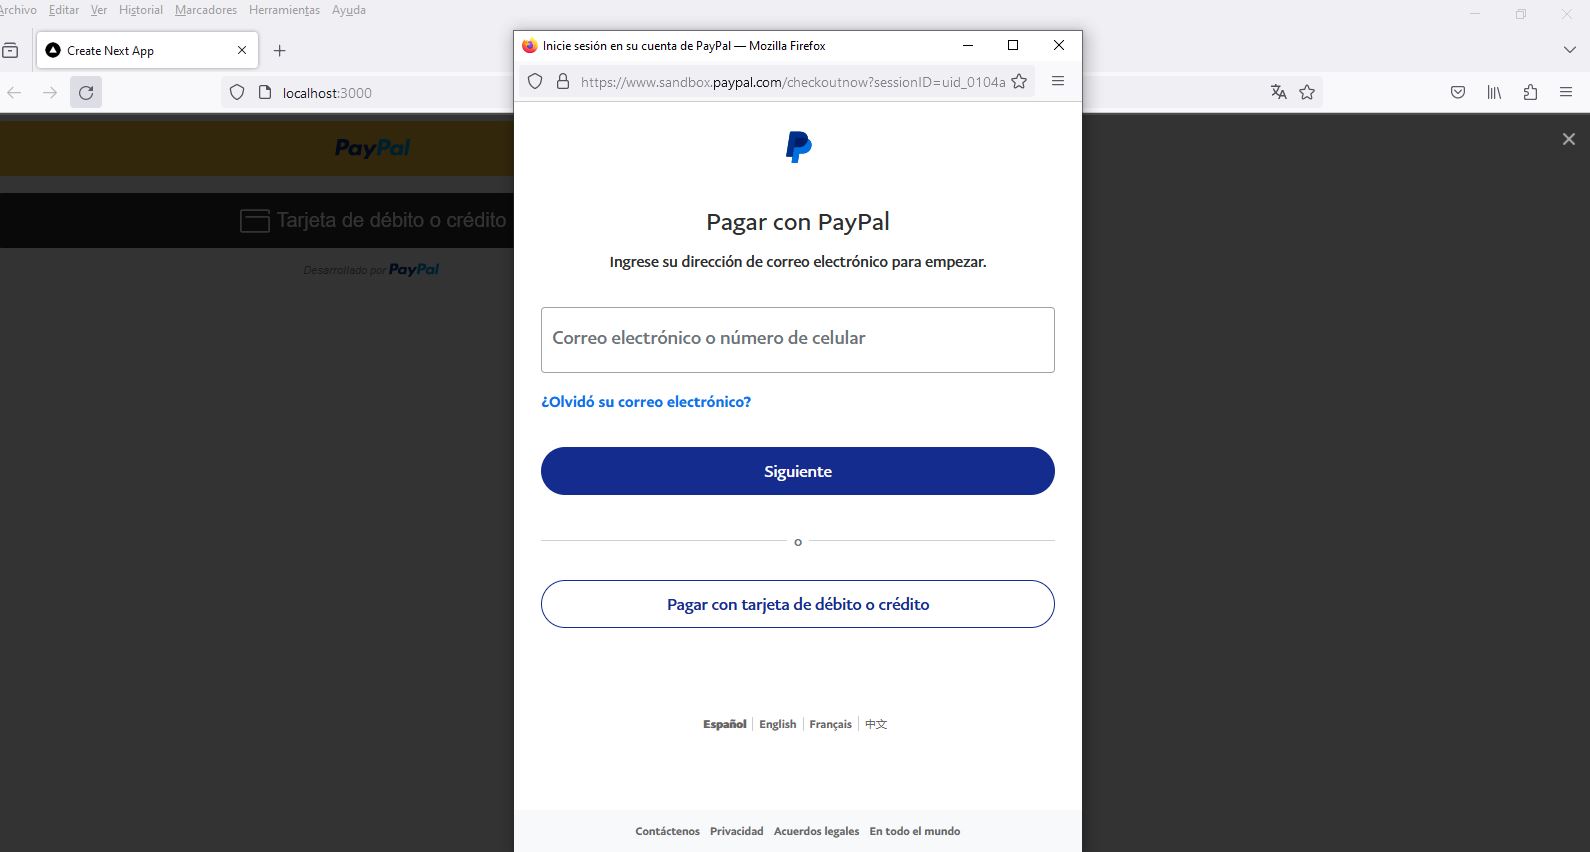 Archivo Editar Ver Historial Marcadores Herramientas Ayuda
Create Next App
localhost:3000
PayPal
Tarjeta de débito o crédito
Desarrollado por PayPal
Inicie sesión en su cuenta de PayPal — Mozilla Firefox
https://www.sandbox.paypal.com/checkoutnow?sessionID=uid_0104a
Pagar con PayPal
Ingrese su dirección de correo electrónico para empezar.
Correo electrónico o número de celular
¿Olvidó su correo electrónico?
Siguiente
o
Pagar con tarjeta de débito o crédito
Español English Français 中文
Contáctenos Privacidad Acuerdos legales En todo el mundo